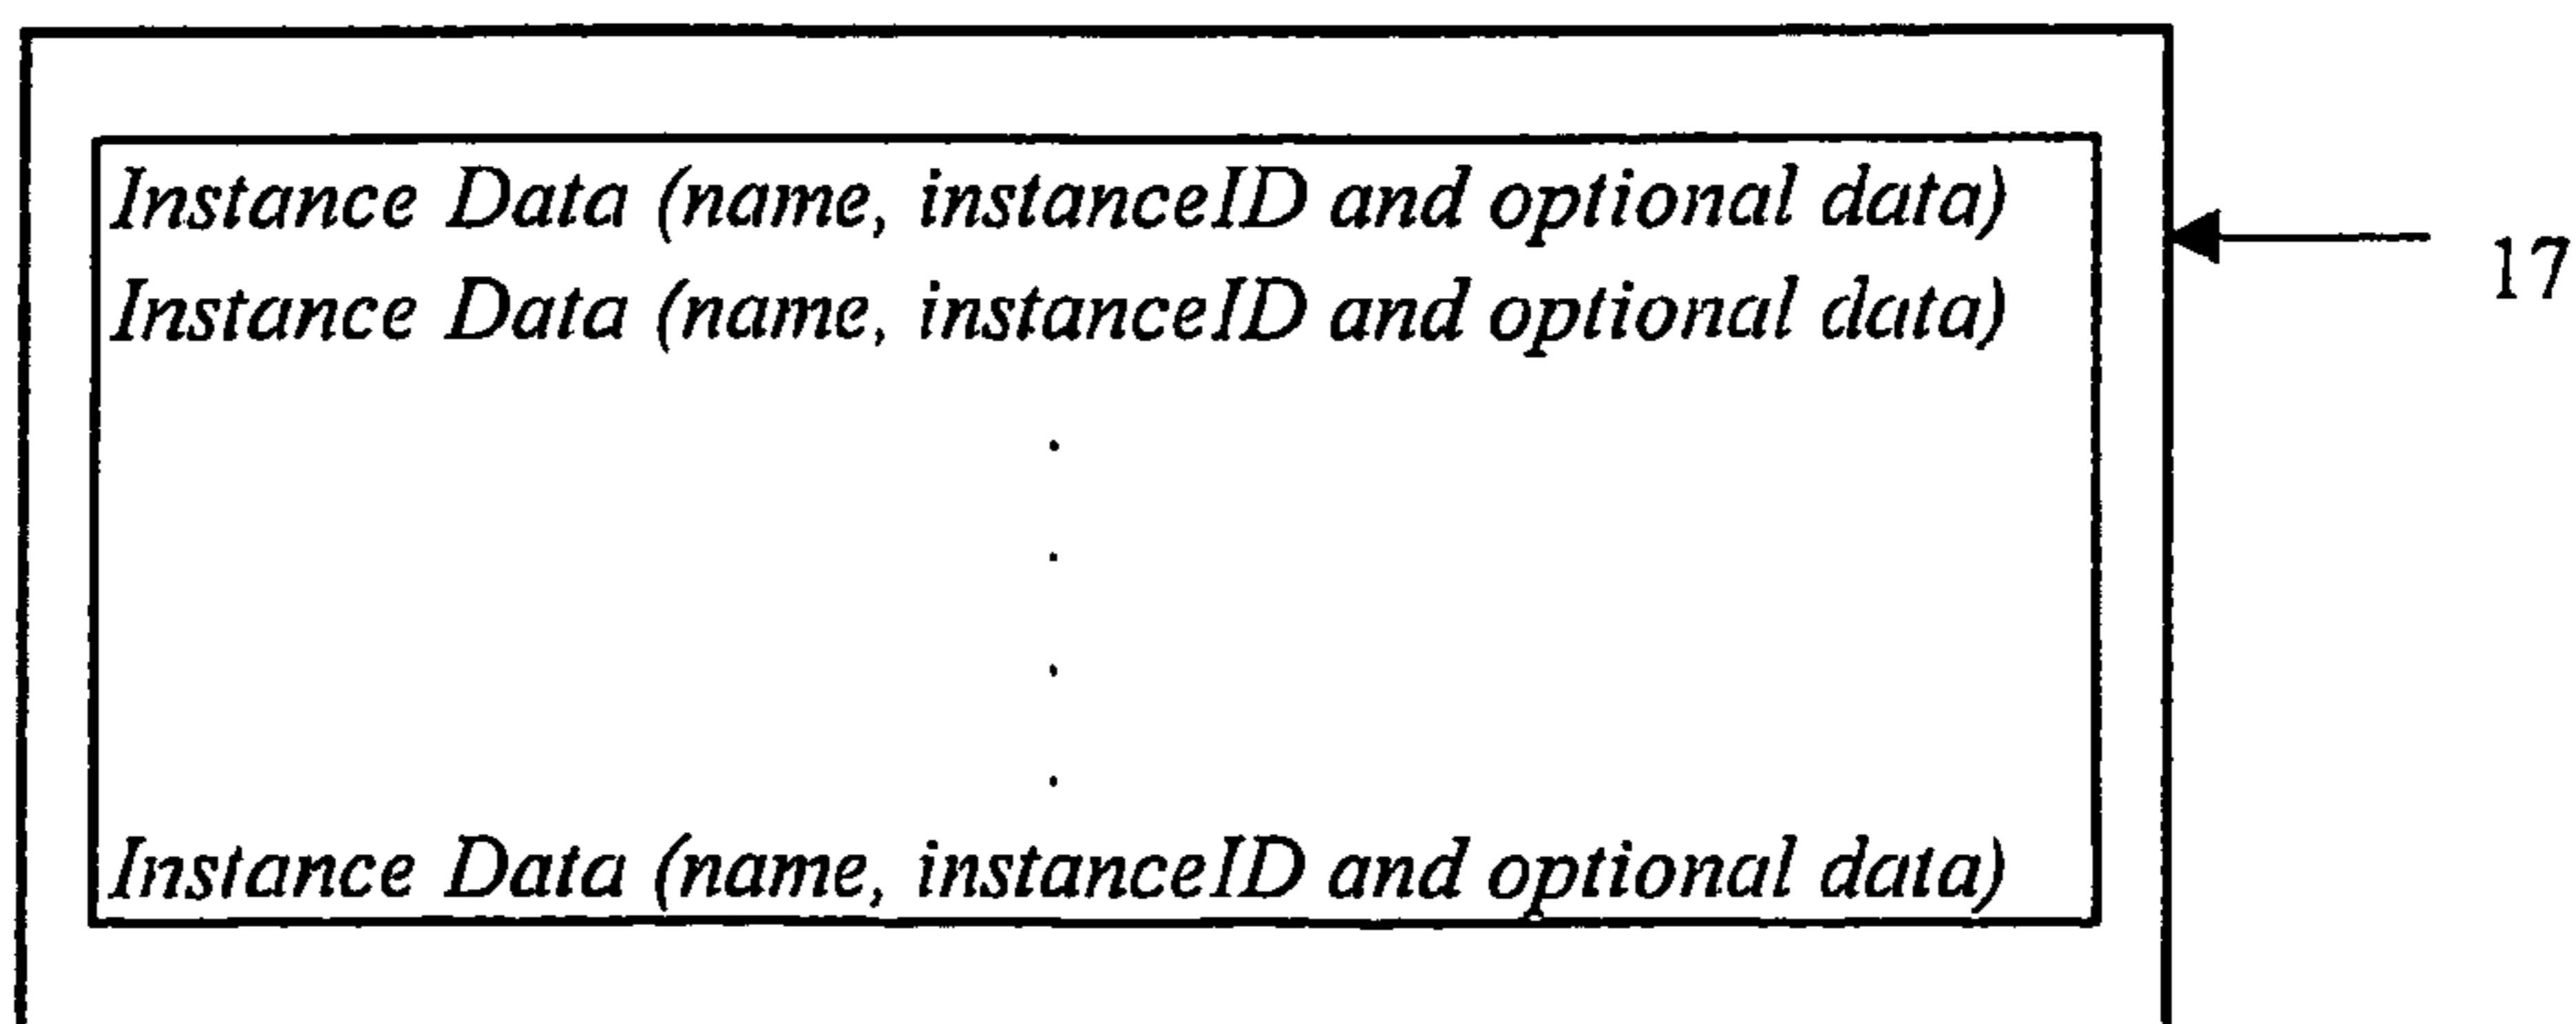 Instance Data (name, instanceID and optional data)
17
Instance Data (name, instanceID and optional data)
.
.
.
.
Instance Data (name, instanceID and optional data)